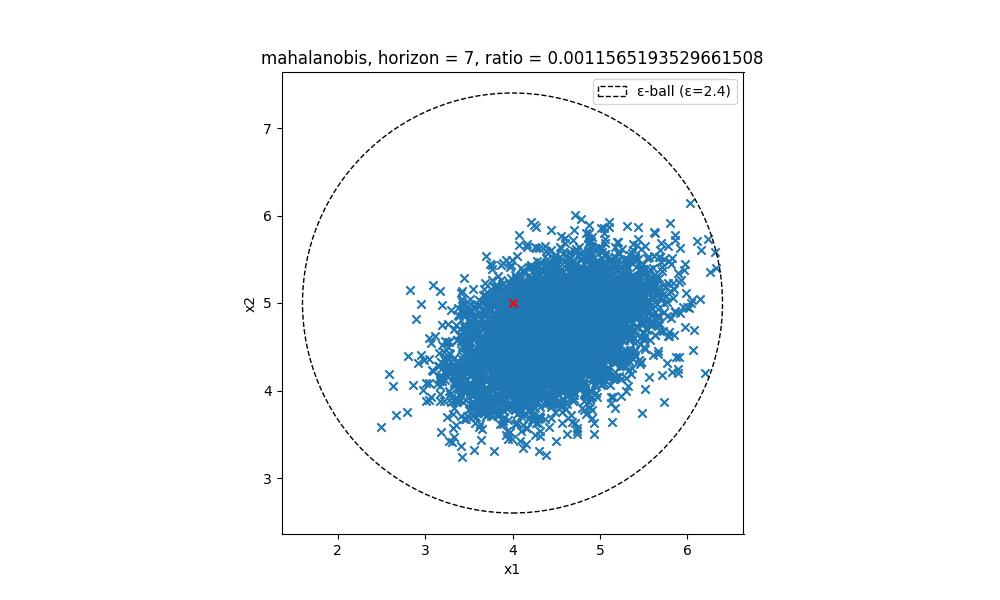 mahalanobis, horizon = 7, ratio = 0.0011565193529661508
ε-ball (ε=2.4)
7
6
5
4
3
x2
2 3 4 5 6
x1